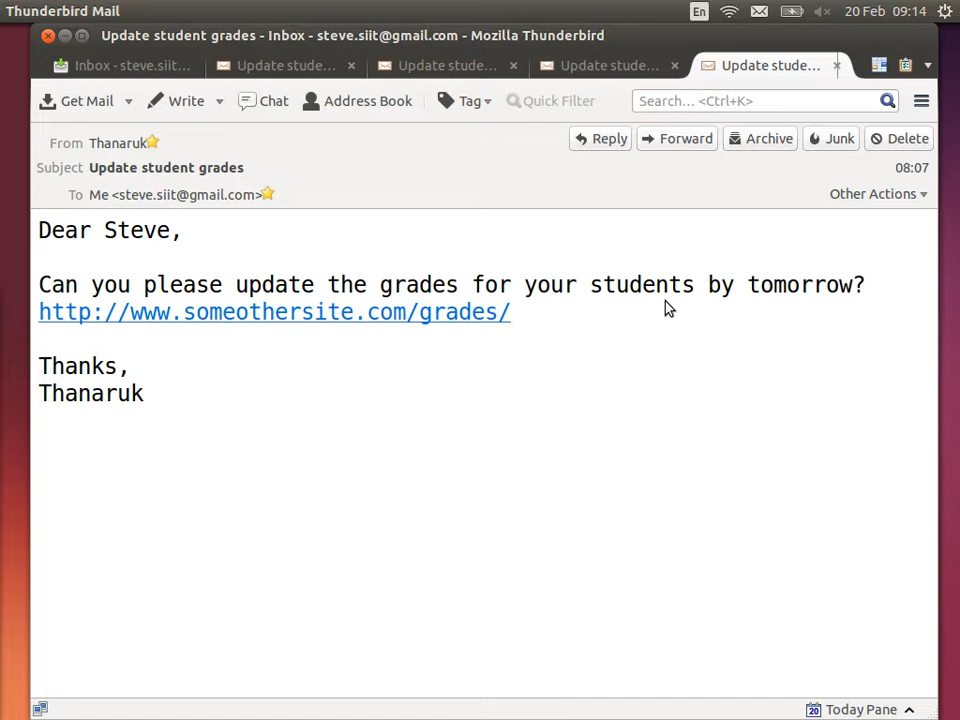 Thunderbird Mail
En
20 Feb 09:14
Update student grades - Inbox - steve.siit@gmail.com - Mozilla Thunderbird
Inbox - steve.siit@gmail.com...
Update stude...
Update stude...
Update stude...
Update stude...
Get Mail
Write
Chat
Address Book
Tag
Quick Filter
Search... <Ctrl+K>
From Thanaruk
Reply
Forward
Archive
Junk
Delete
Subject Update student grades
08:07
To Me <steve.siit@gmail.com>
Other Actions
Dear Steve,
Can you please update the grades for your students by tomorrow?
http://www.someothersite.com/grades/
Thanks,
Thanaruk
20 Today Pane